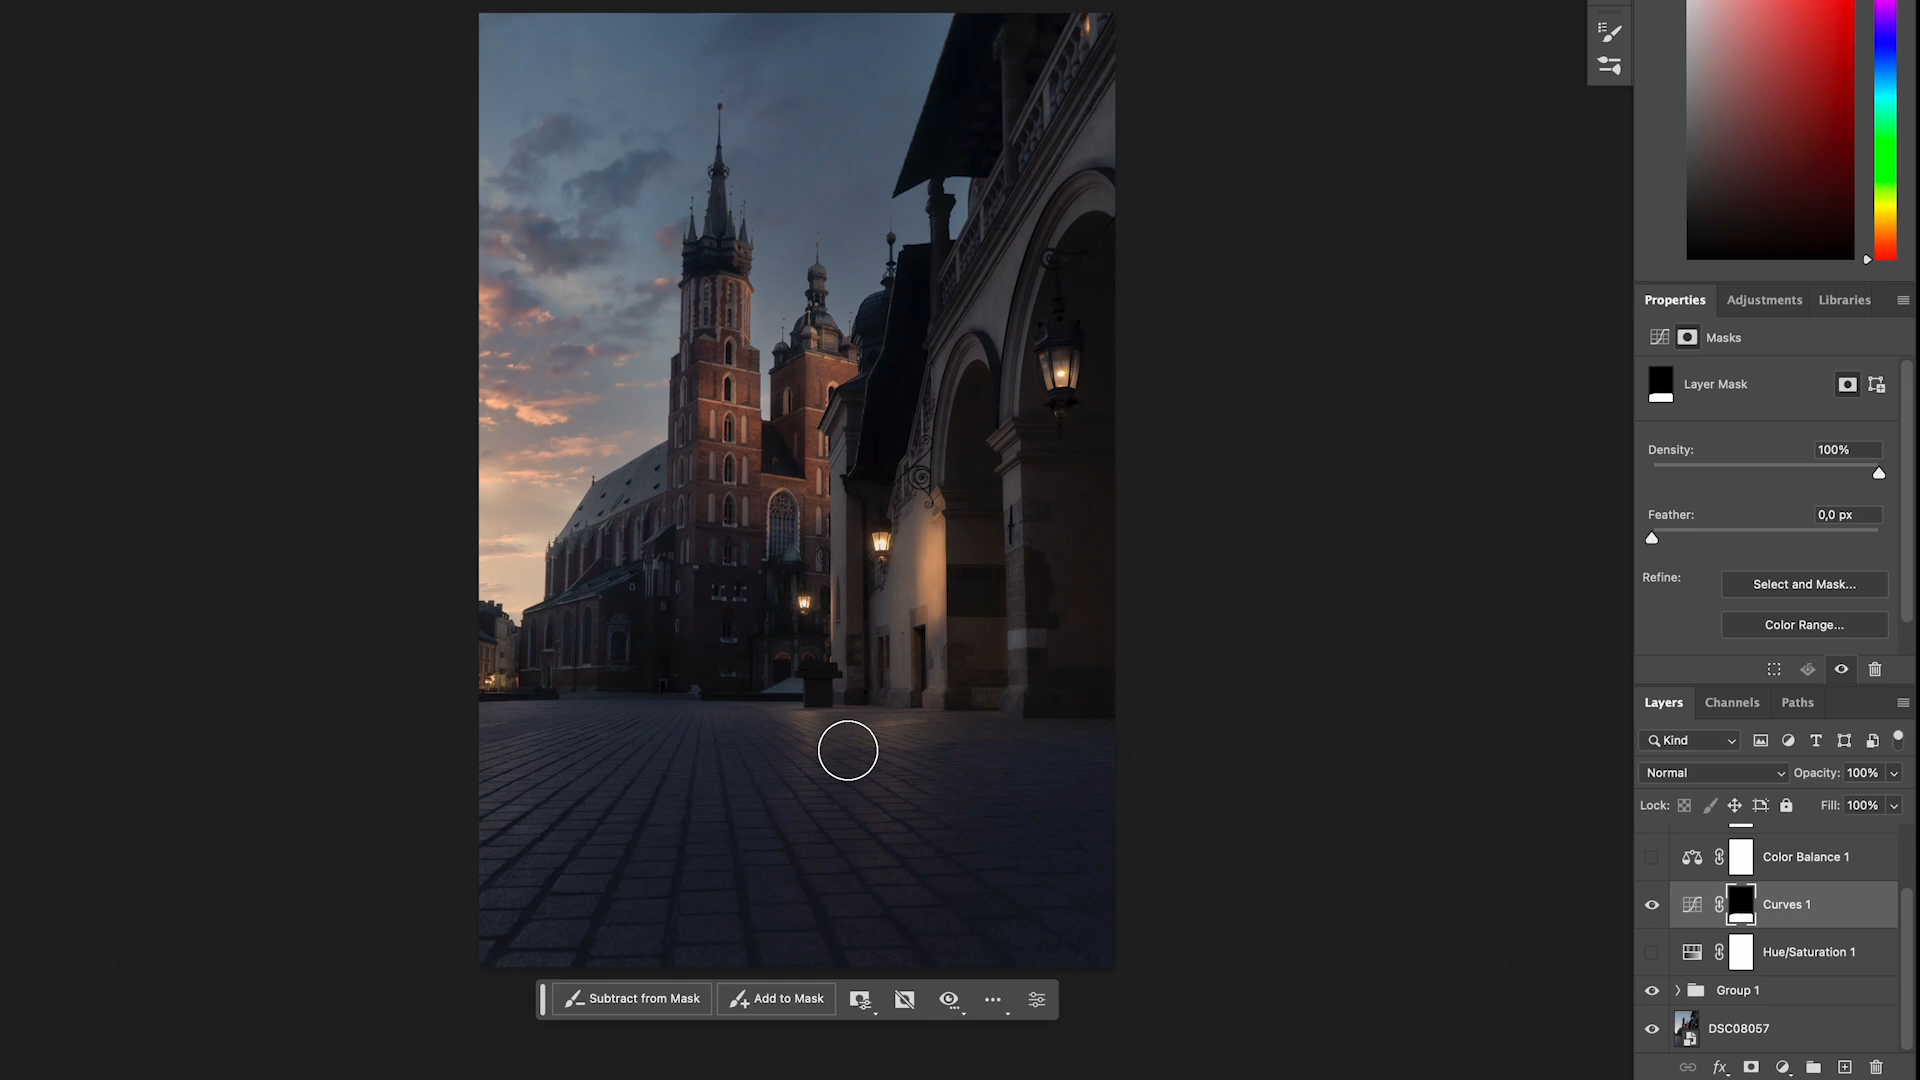 Properties Adjustments Libraries
Masks
Layer Mask
Density: 100%
Feather: 0,0 px
Refine: Select and Mask...
Color Range...
Layers Channels Paths
Kind
Normal Opacity: 100%
Lock: Fill: 100%
Color Balance 1
Curves 1
Hue/Saturation 1
Group 1
DSC08057
fx
Subtract from Mask Add to Mask